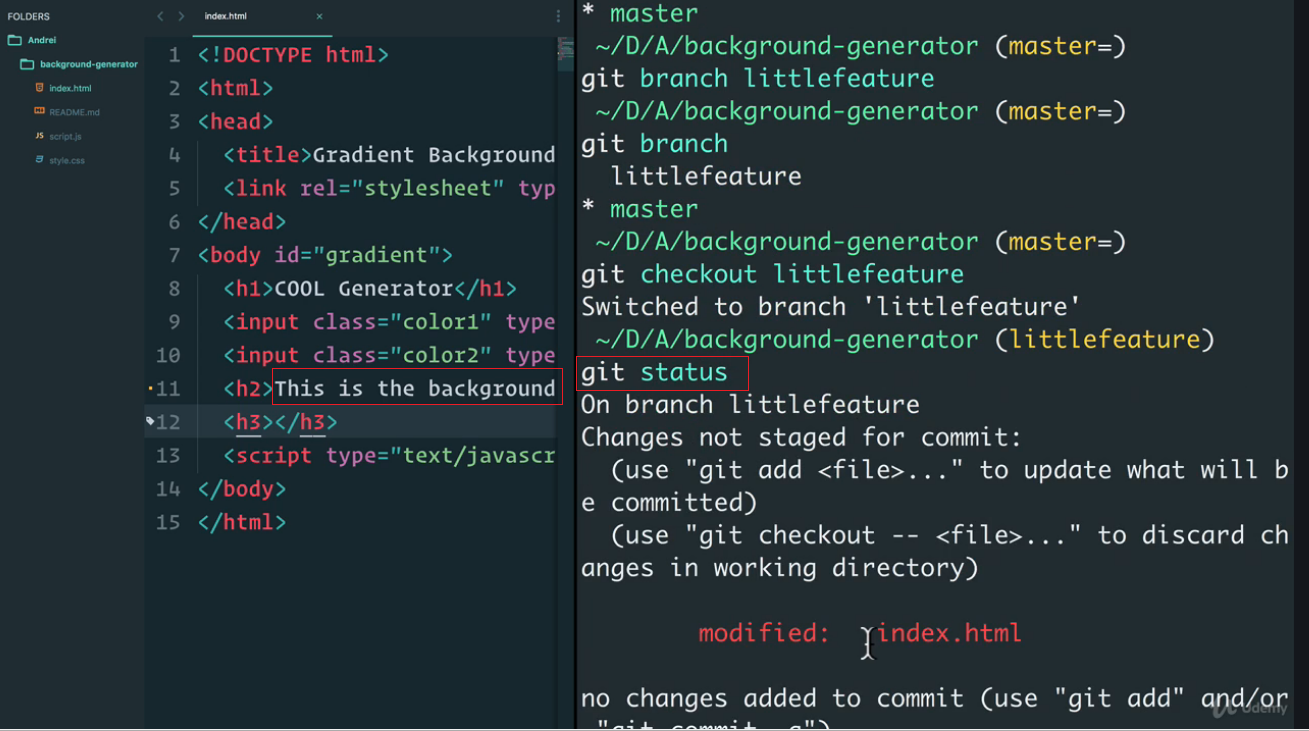 FOLDERS
Andrei
background-generator
index.html
README.md
script.js
style.css
index.html
1 <!DOCTYPE html>
2 <html>
3 <head>
4 <title>Gradient Background
5 <link rel="stylesheet" typ
6 </head>
7 <body id="gradient">
8 <h1>COOL Generator</h1>
9 <input class="color1" type
10 <input class="color2" type
11 <h2>This is the background
12 <h3></h3>
13 <script type="text/javascr
14 </body>
15 </html>
* master
~/D/A/background-generator (master=)
git branch littlefeature
~/D/A/background-generator (master=)
git branch
littlefeature
* master
~/D/A/background-generator (master=)
git checkout littlefeature
Switched to branch 'littlefeature'
~/D/A/background-generator (littlefeature)
git status
On branch littlefeature
Changes not staged for commit:
(use "git add <file>..." to update what will b
e committed)
(use "git checkout -- <file>..." to discard ch
anges in working directory)
modified: index.html
no changes added to commit (use "git add" and/or
"git commit -a")
Udemy